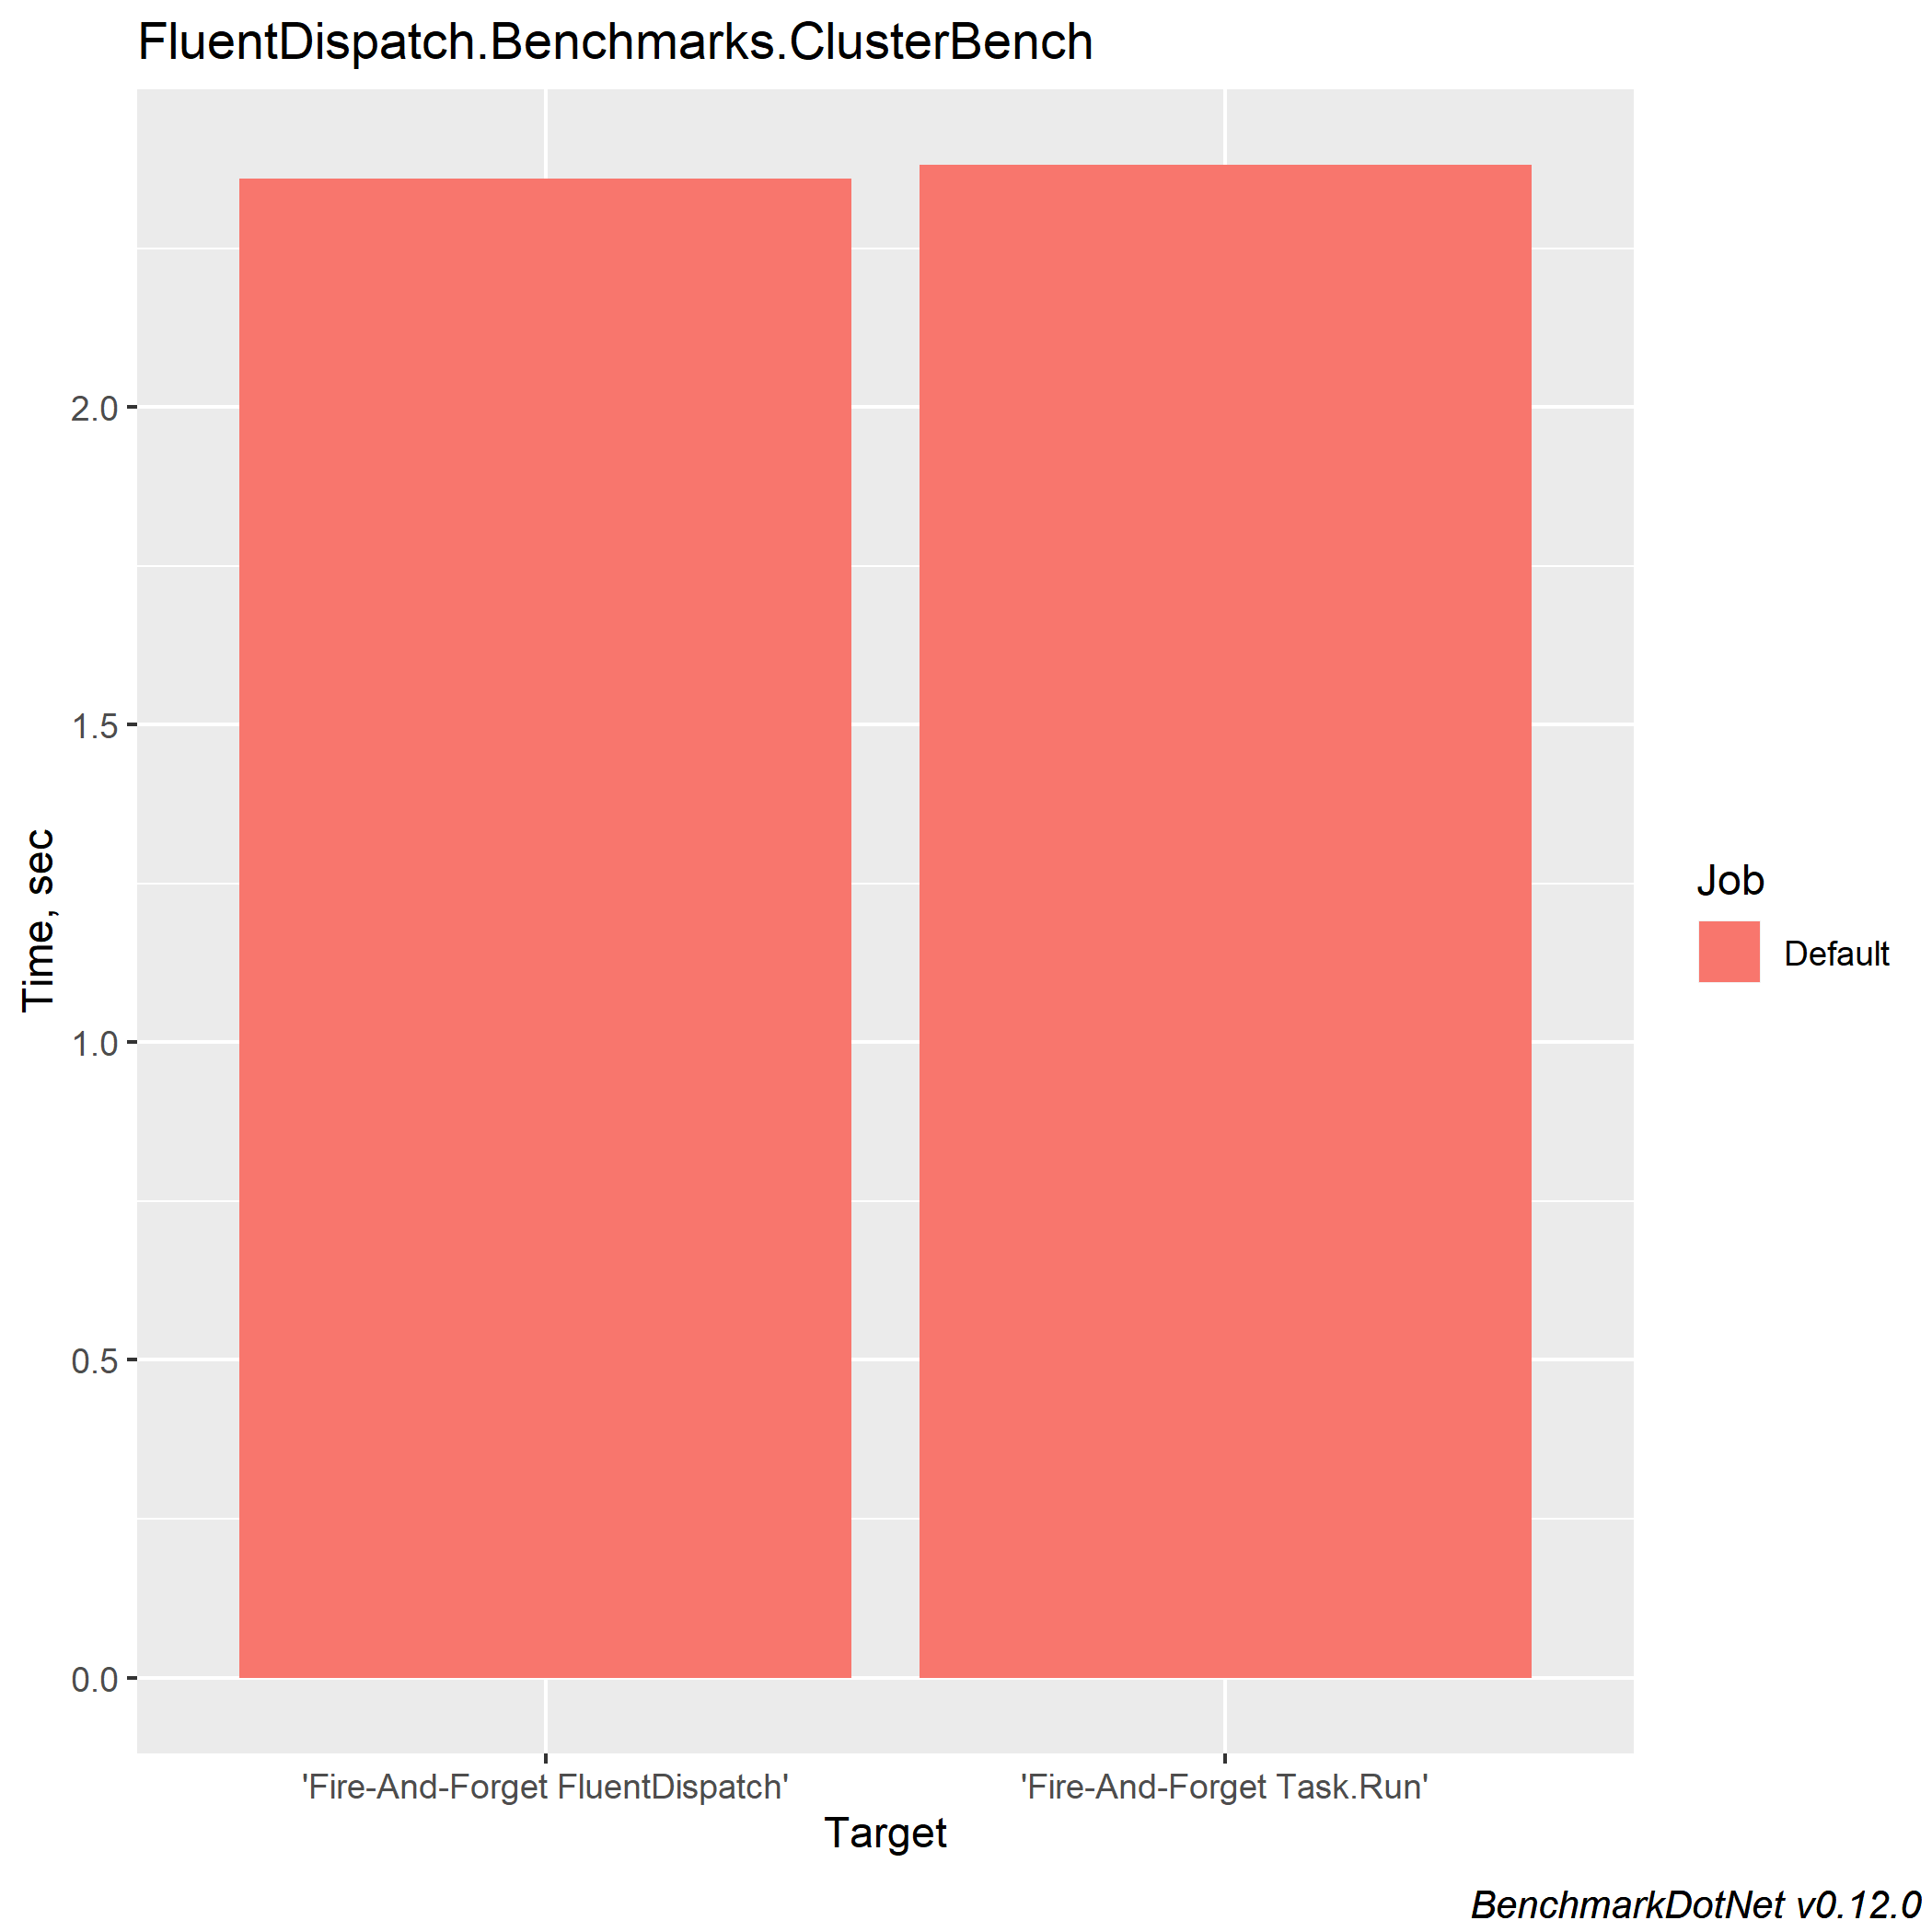 FluentDispatch.Benchmarks.ClusterBench
Time, sec
2.0
1.5
1.0
0.5
0.0
'Fire-And-Forget FluentDispatch'
'Fire-And-Forget Task.Run'
Target
Job
Default
BenchmarkDotNet v0.12.0